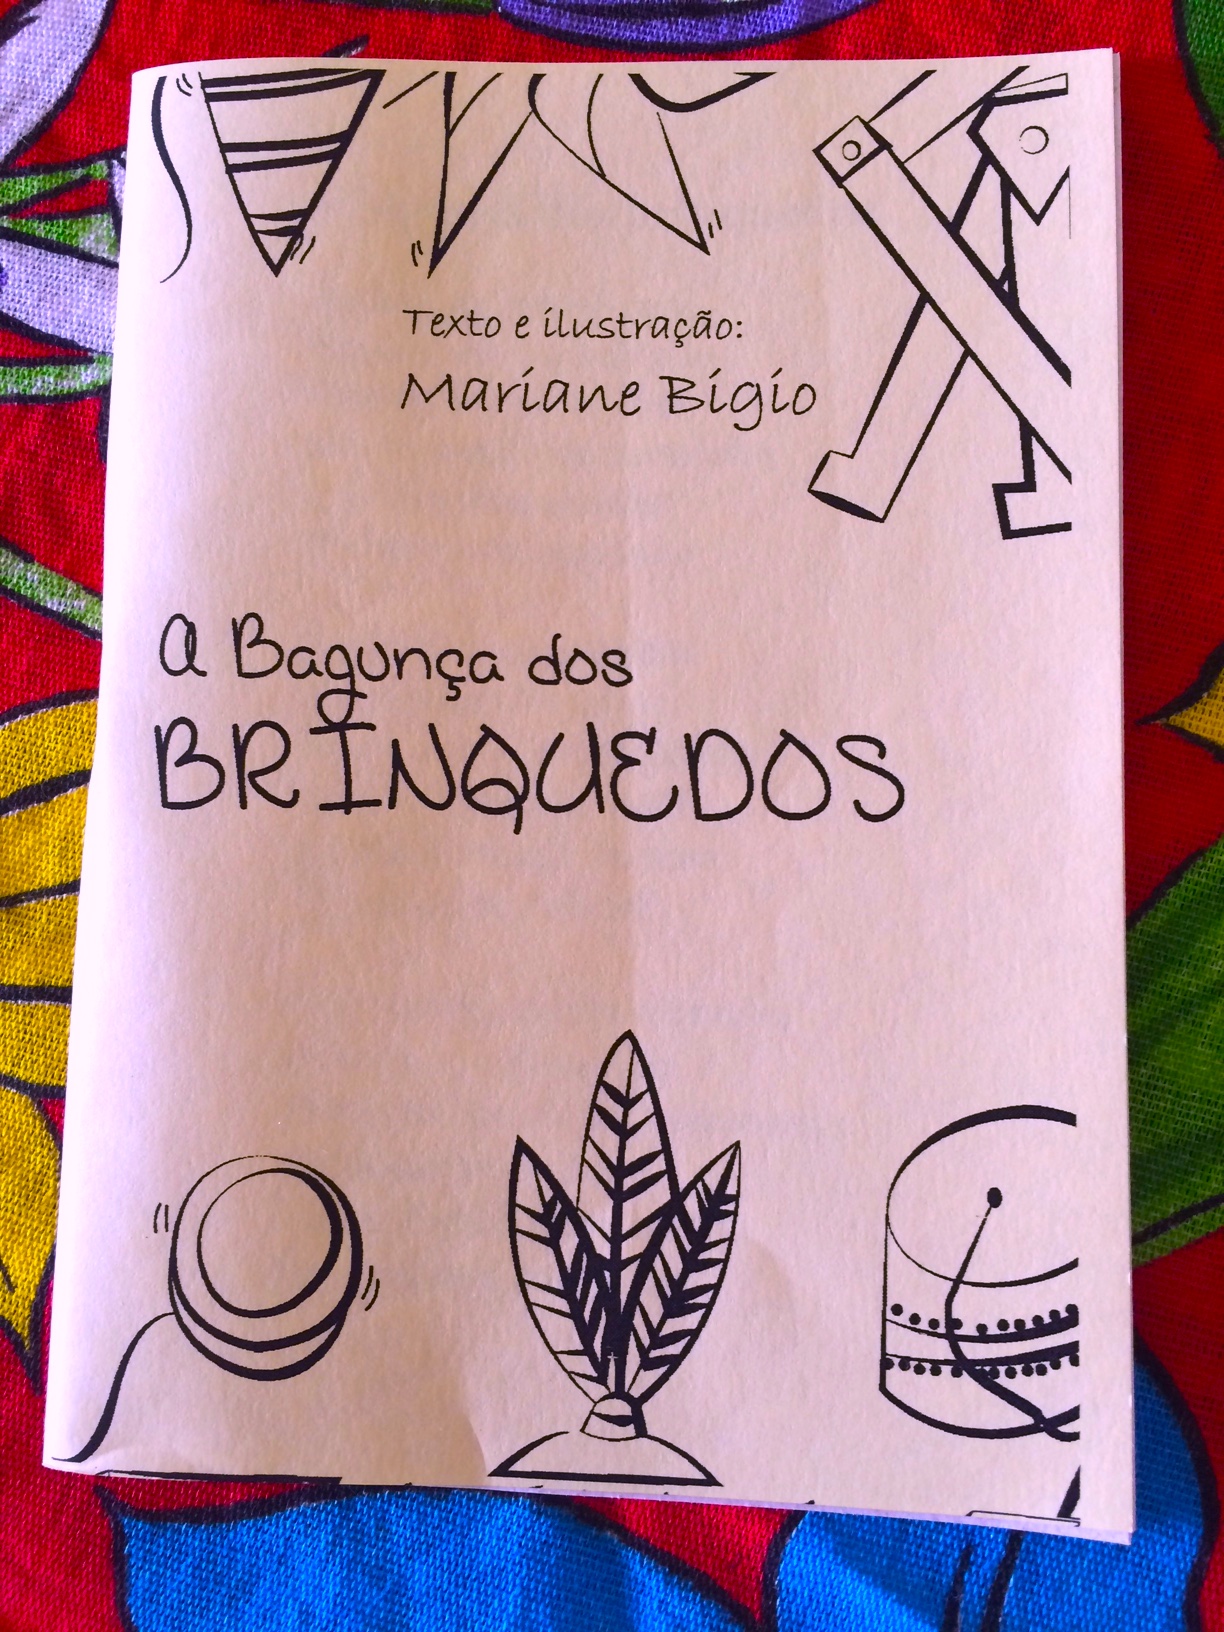 Texto e ilustração:
Mariane Bigio
A Bagunça dos
BRINQUEDOS